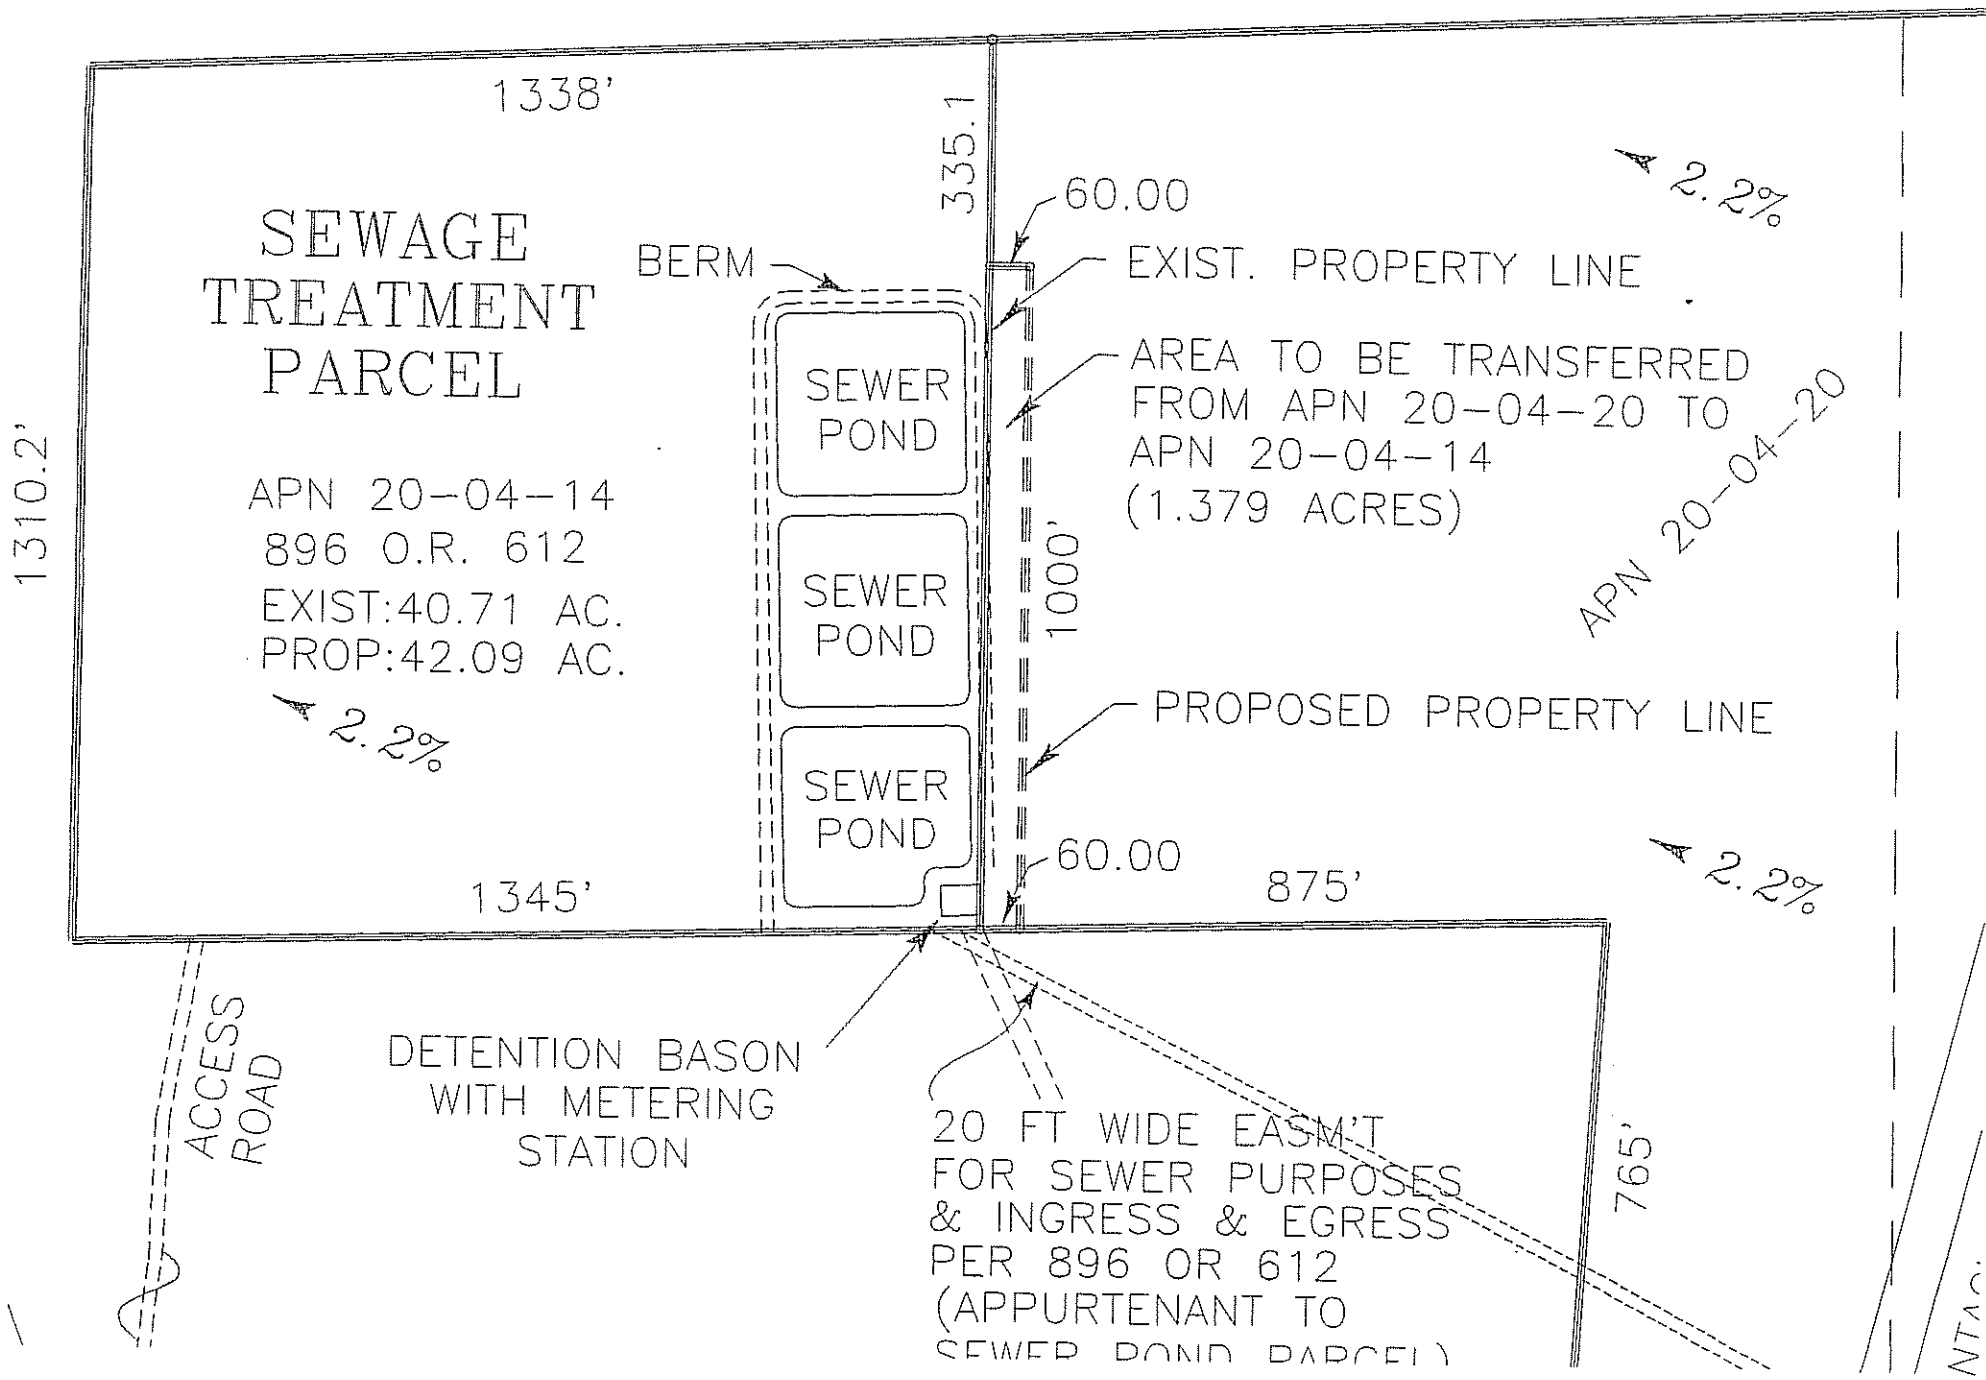 1338'
335.1
60.00
2.2%
SEWAGE
TREATMENT
PARCEL
BERM
EXIST. PROPERTY LINE
AREA TO BE TRANSFERRED
FROM APN 20-04-20 TO
APN 20-04-14
(1.379 ACRES)
APN 20-04-20
1310.2'
SEWER
POND
APN 20-04-14
896 O.R. 612
EXIST:40.71 AC.
PROP:42.09 AC.
2.2%
1000'
SEWER
POND
PROPOSED PROPERTY LINE
SEWER
POND
60.00
1345'
875'
2.2%
ACCESS
ROAD
DETENTION BASON
WITH METERING
STATION
20 FT WIDE EASM'T
FOR SEWER PURPOSES
& INGRESS & EGRESS
PER 896 OR 612
(APPURTENANT TO
SEWER POND PARCEL)
765'